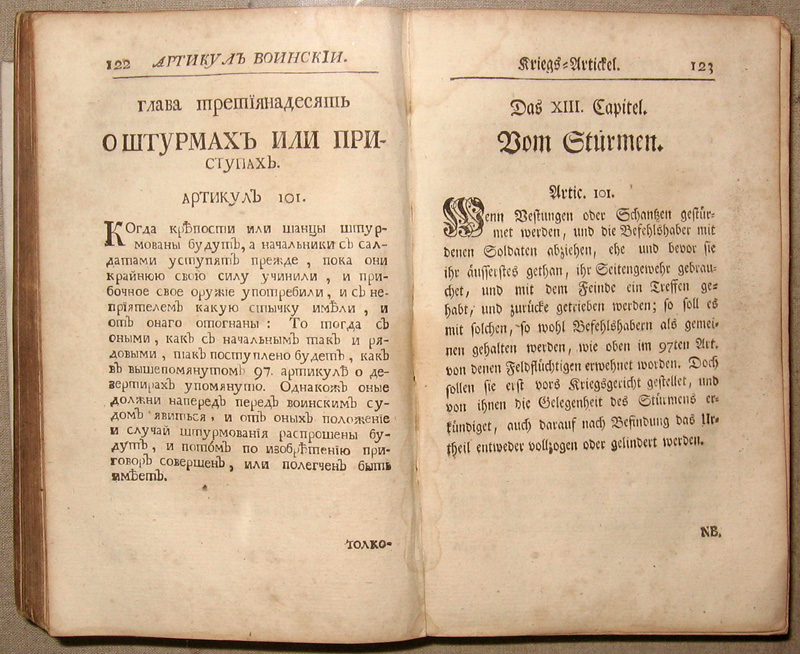 122 АРТИКУЛЪ ВОИНСКІИ.
глава третіянадесять
О ШТУРМАХЪ ИЛИ ПРИ-
СТУПАХЪ.
АРТИКУЛЪ 101.
КОгда крѣпости или шанцы штур-
мованы будутъ, а начальники съ сал-
датами уступятъ прежде, пока они
крайнюю свою силу учинили, и при-
бочное свое оружіе употребили, и съ не-
пріятелемъ какую стычку имѣли, и
отъ онаго отогнаны: То тогда съ
оными, какъ съ начальнымъ такъ и ря-
довыми, такъ поступлено будетъ, какъ
въ вышепомянутомъ 97. артикулѣ о де-
вертирахъ упомянуто. Однакожъ оные
должни напередъ передъ воинскимъ су-
домъ явиться, и отъ оныхъ положеніе
и случай штурмованія распрошены бу-
дутъ, и потомъ по изобрѣтенію при-
говоръ совершенъ, или полегченъ быть
имѣетъ.
ТОЛКО-
Kriegs-Artickel. 123
Das XIII. Capitel.
Vom Stürmen.
Artic. 101.
Wenn Vestungen oder Schantzen gestür-
met werden, und die Befehlshaber mit
denen Soldaten abziehen, ehe und bevor sie
ihr äusserstes gethan, ihr Seitengewehr gebrau-
chet, und mit dem Feinde ein Treffen ge-
habt, und zurücke getrieben werden; so soll es
mit solchen, so wohl Befehlshabern als gemei-
nen gehalten werden, wie oben im 97ten Art.
von denen Feldflüchtigen erwehnet worden. Doch
sollen sie erst vors Kriegsgericht gestellet, und
von ihnen die Gelegenheit des Stürmens er-
kündiget, auch darauf nach Befindung das Ur-
theil entweder vollzogen oder gelindert werden.
NB.